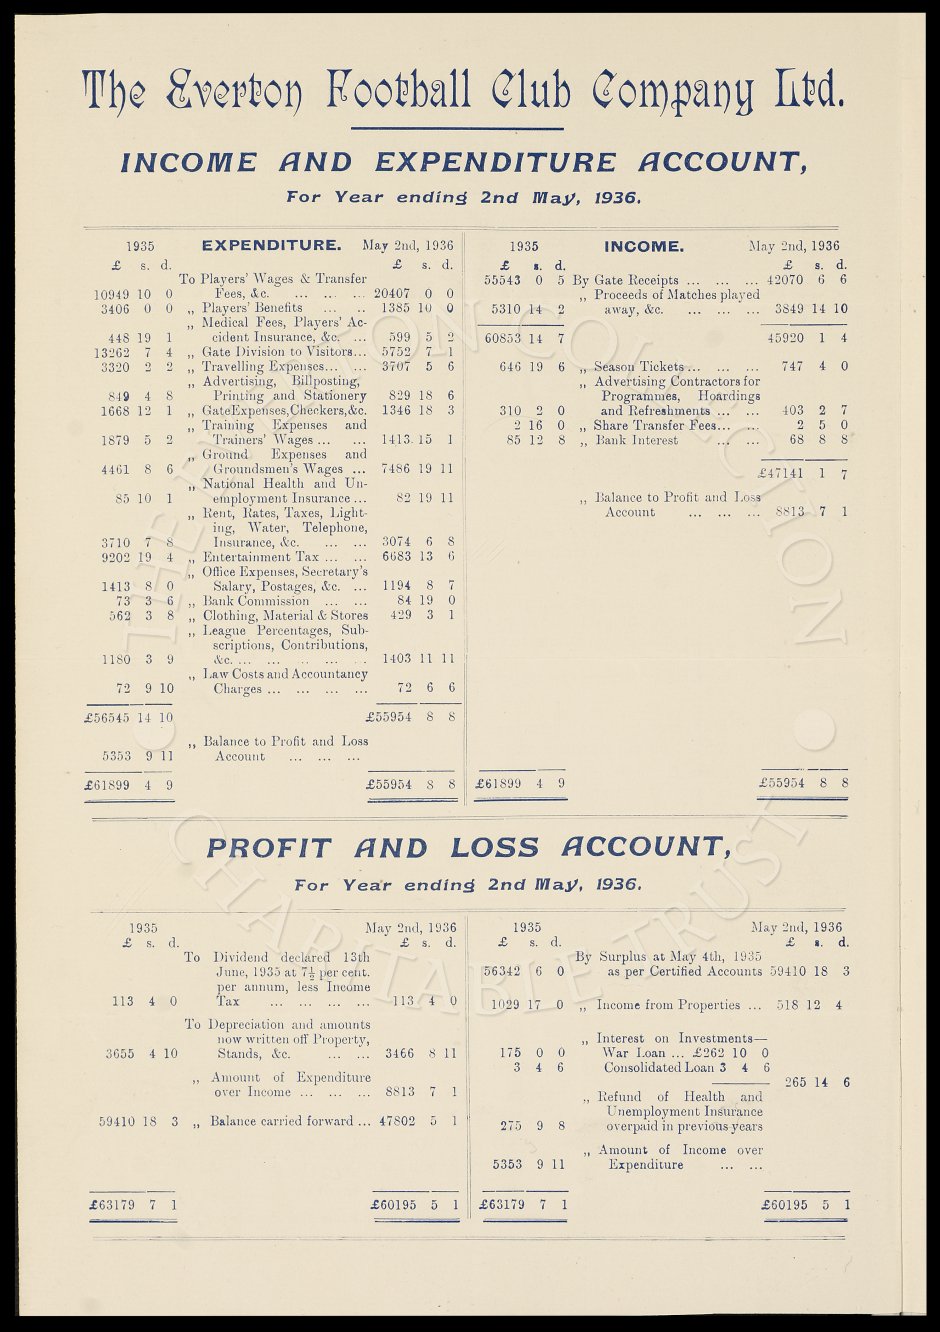 The Everton Football Club Company Ltd.
INCOME AND EXPENDITURE ACCOUNT,
For Year ending 2nd May, 1936.
1935 EXPENDITURE. May 2nd, 1936
£ s. d. £ s. d.
To Players' Wages & Transfer
10949 10 0 Fees, &c. ... ... ... 20407 0 0
3406 0 0 „ Players' Benefits ... .. 1385 10 0
„ Medical Fees, Players' Ac-
448 19 1 cident Insurance, &c. ... 599 5 2
13262 7 4 „ Gate Division to Visitors... 5752 7 1
3320 2 2 „ Travelling Expenses... ... 3707 5 6
„ Advertising, Billposting,
849 4 8 Printing and Stationery 829 18 6
1668 12 1 „ Gate Expenses, Checkers, &c. 1346 18 3
„ Training Expenses and
1879 5 2 Trainers' Wages ... ... 1413 15 1
„ Ground Expenses and
4461 8 6 Groundsmen's Wages ... 7486 19 11
„ National Health and Un-
85 10 1 employment Insurance ... 82 19 11
„ Rent, Rates, Taxes, Light-
ing, Water, Telephone,
3710 7 8 Insurance, &c. ... ... 3074 6 8
9202 19 4 „ Entertainment Tax ... ... 6683 13 6
„ Office Expenses, Secretary's
1413 8 0 Salary, Postages, &c. ... 1194 8 7
73 3 6 „ Bank Commission ... ... 84 19 0
562 3 8 „ Clothing, Material & Stores 429 3 1
„ League Percentages, Sub-
scriptions, Contributions,
1180 3 9 &c. ... ... .. ... . . 1403 11 11
„ Law Costs and Accountancy
72 9 10 Charges ... ... ... ... 72 6 6
£56545 14 10 £55954 8 8
„ Balance to Profit and Loss
5353 9 11 Account ... ... ...
£61899 4 9 £55954 8 8
1935 INCOME. May 2nd, 1936
£ s. d. £ s. d.
55543 0 5 By Gate Receipts ... ... ... 42070 6 6
„ Proceeds of Matches played
5310 14 2 away, &c. ... ... ... 3849 14 10
60853 14 7 45920 1 4
646 19 6 „ Season Tickets ... ... ... 747 4 0
„ Advertising Contractors for
Programmes, Hoardings
310 2 0 and Refreshments ... ... 403 2 7
2 16 0 „ Share Transfer Fees... ... 2 5 0
85 12 8 „ Bank Interest ... ... 68 8 8
£47141 1 7
„ Balance to Profit and Loss
Account ... ... ... 8813 7 1
£61899 4 9 £55954 8 8
PROFIT AND LOSS ACCOUNT,
For Year ending 2nd May, 1936.
1935 May 2nd, 1936
£ s. d. £ s. d.
To Dividend declared 13th
June, 1935 at 7½ per cent.
per annum, less Income
113 4 0 Tax ... ... ... ... 113 4 0
To Depreciation and amounts
now written off Property,
3655 4 10 Stands, &c. ... ... 3466 8 11
„ Amount of Expenditure
over Income ... ... ... 8813 7 1
59410 18 3 „ Balance carried forward ... 47802 5 1
£63179 7 1 £60195 5 1
1935 May 2nd, 1936
£ s. d. £ s. d.
By Surplus at May 4th, 1935
56342 6 0 as per Certified Accounts 59410 18 3
1029 17 0 „ Income from Properties ... 518 12 4
„ Interest on Investments—
175 0 0 War Loan ... £262 10 0
3 4 6 Consolidated Loan 3 4 6
265 14 6
„ Refund of Health and
Unemployment Insurance
275 9 8 overpaid in previous years
„ Amount of Income over
5353 9 11 Expenditure ... ...
£63179 7 1 £60195 5 1
THE EVERTON COLLECTION
CHARITABLE TRUST